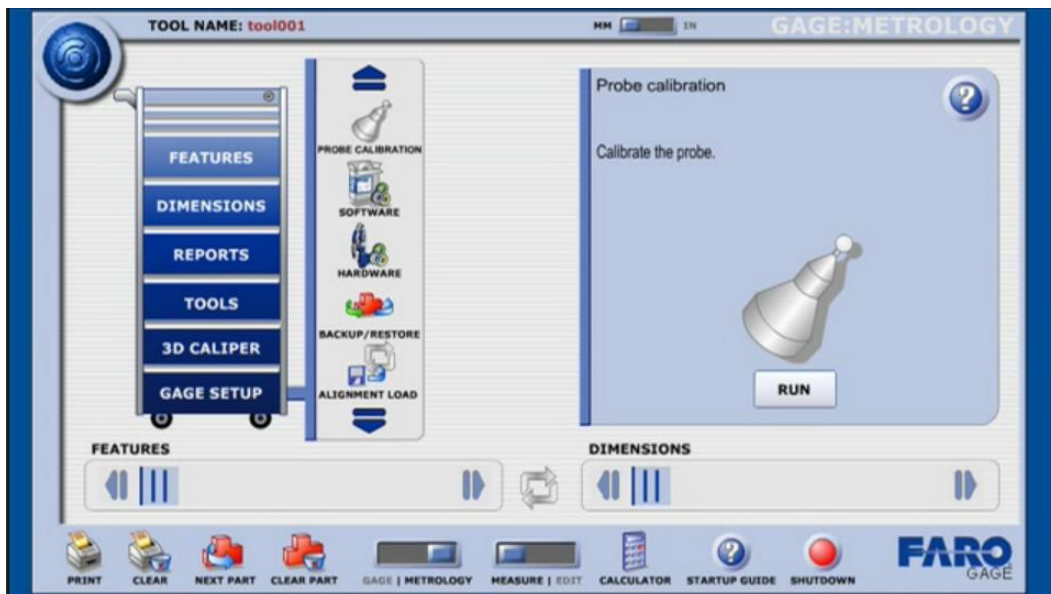 TOOL NAME: tool001
MM IN
GAGE:METROLOGY
FEATURES
DIMENSIONS
REPORTS
TOOLS
3D CALIPER
GAGE SETUP
PROBE CALIBRATION
SOFTWARE
HARDWARE
BACKUP/RESTORE
ALIGNMENT LOAD
Probe calibration
?
Calibrate the probe.
RUN
FEATURES
DIMENSIONS
PRINT
CLEAR
NEXT PART
CLEAR PART
GAGE | METROLOGY
MEASURE | EDIT
CALCULATOR
?
STARTUP GUIDE
SHUTDOWN
FARO
GAGE